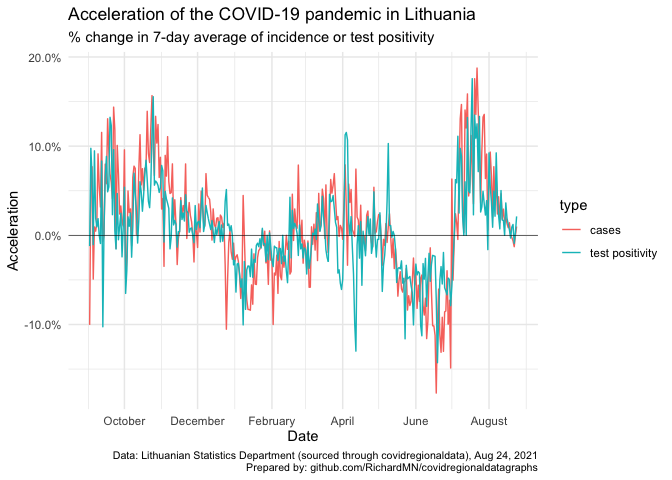 Acceleration of the COVID-19 pandemic in Lithuania
% change in 7-day average of incidence or test positivity
20.0%
10.0%
0.0%
-10.0%
Acceleration
October December February April June August
Date
type
cases
test positivity
Data: Lithuanian Statistics Department (sourced through covidregionaldata), Aug 24, 2021
Prepared by: github.com/RichardMN/covidregionaldatagraphs